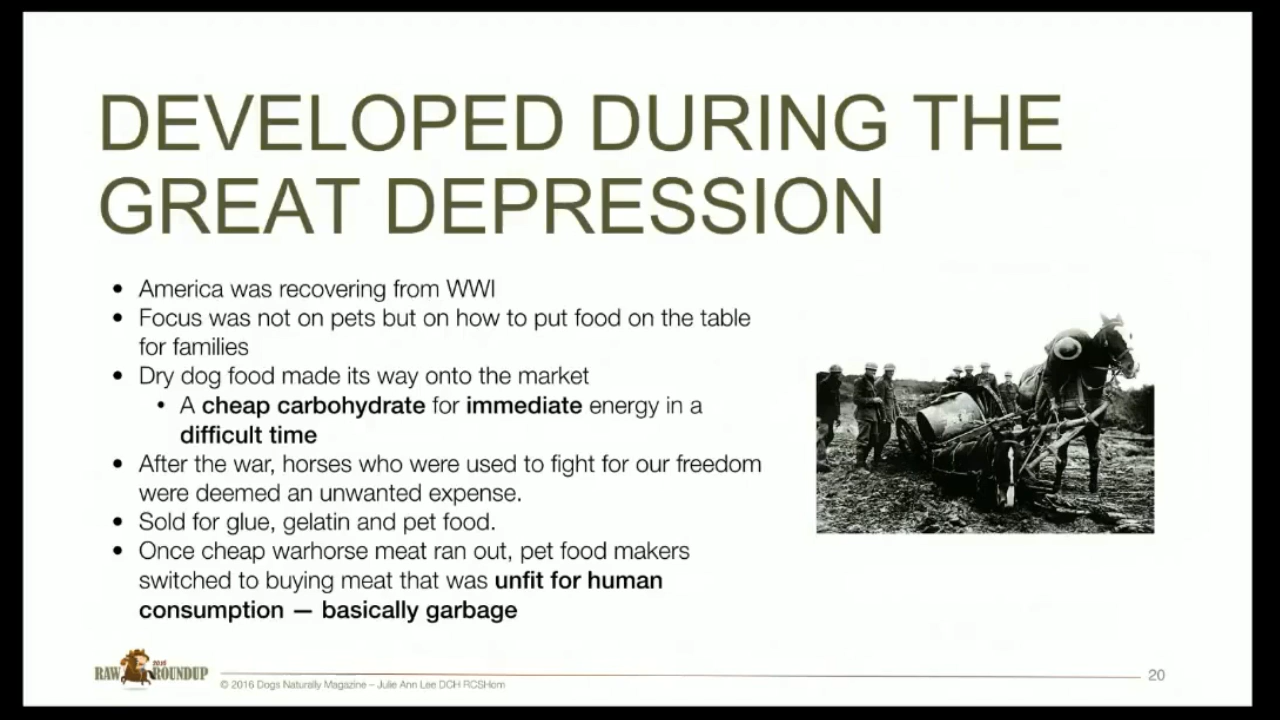 DEVELOPED DURING THE
GREAT DEPRESSION
• America was recovering from WWI
• Focus was not on pets but on how to put food on the table
for families
• Dry dog food made its way onto the market
• A cheap carbohydrate for immediate energy in a
difficult time
• After the war, horses who were used to fight for our freedom
were deemed an unwanted expense.
• Sold for glue, gelatin and pet food.
• Once cheap warhorse meat ran out, pet food makers
switched to buying meat that was unfit for human
consumption — basically garbage
RAW 2016 ROUNDUP
© 2016 Dogs Naturally Magazine – Julie Ann Lee DCH RCSHom
20